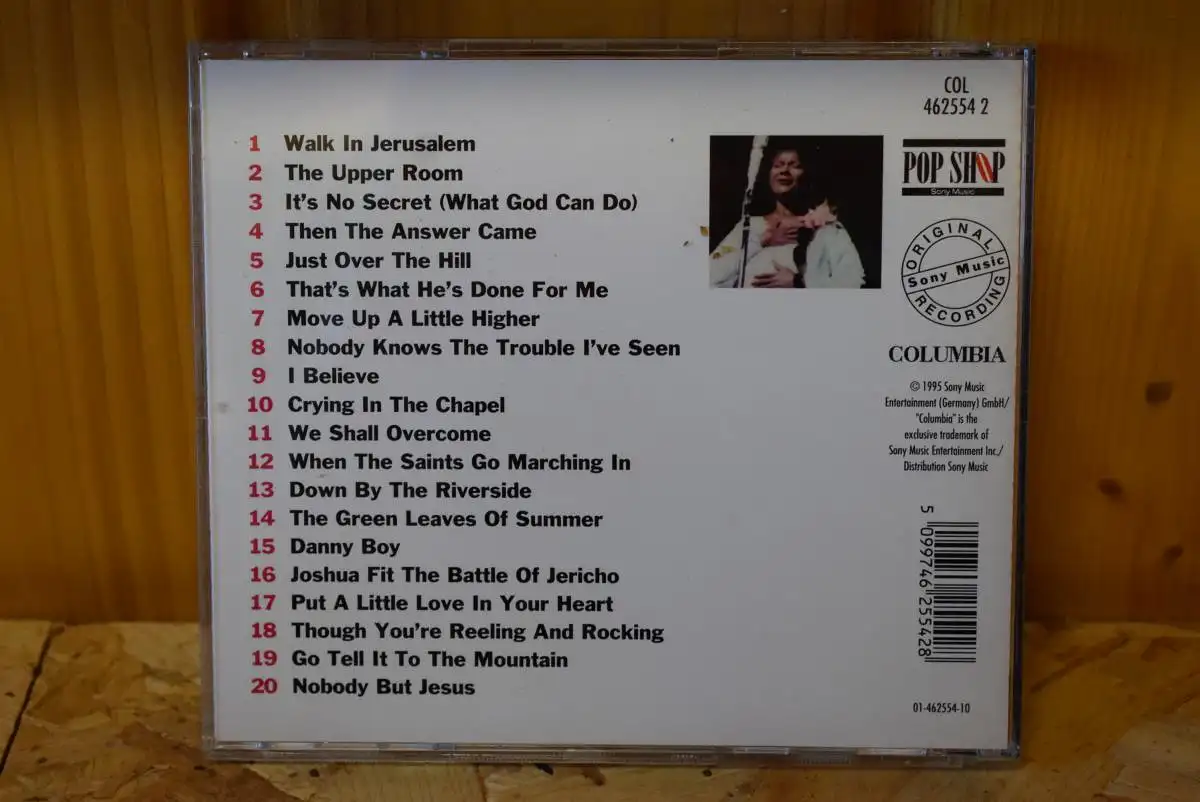 1 Walk In Jerusalem
2 The Upper Room
3 It's No Secret (What God Can Do)
4 Then The Answer Came
5 Just Over The Hill
6 That's What He's Done For Me
7 Move Up A Little Higher
8 Nobody Knows The Trouble I've Seen
9 I Believe
10 Crying In The Chapel
11 We Shall Overcome
12 When The Saints Go Marching In
13 Down By The Riverside
14 The Green Leaves Of Summer
15 Danny Boy
16 Joshua Fit The Battle Of Jericho
17 Put A Little Love In Your Heart
18 Though You're Reeling And Rocking
19 Go Tell It To The Mountain
20 Nobody But Jesus
COL
462554 2
POP SHOP
Sony Music
ORIGINAL
Sony Music
RECORDING
COLUMBIA
© 1995 Sony Music
Entertainment (Germany) GmbH/
"Columbia" is the
exclusive trademark of
Sony Music Entertainment Inc./
Distribution Sony Music
5 099746 255428
01-462554-10